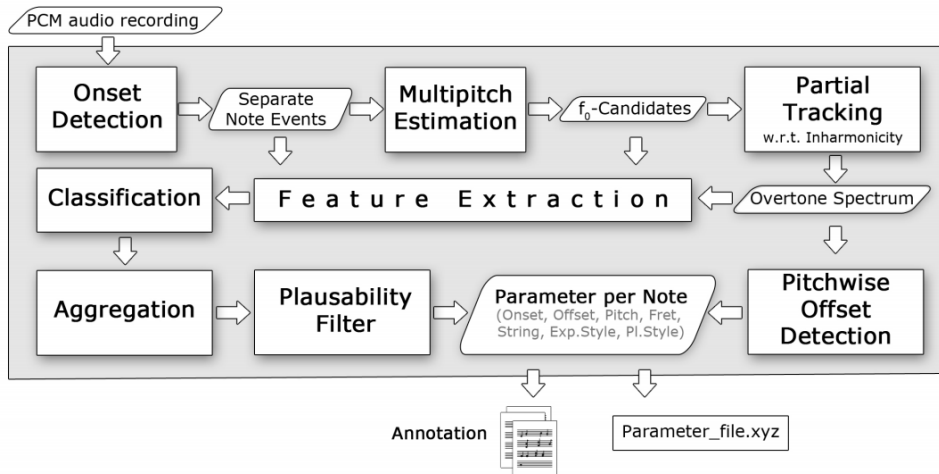 PCM audio recording
Onset
Detection
Separate
Note Events
Multipitch
Estimation
f0-Candidates
Partial
Tracking
w.r.t. Inharmonicity
Classification
Feature Extraction
Overtone Spectrum
Aggregation
Plausability
Filter
Parameter per Note
(Onset, Offset, Pitch, Fret,
String, Exp.Style, Pl.Style)
Pitchwise
Offset
Detection
Annotation
Parameter_file.xyz